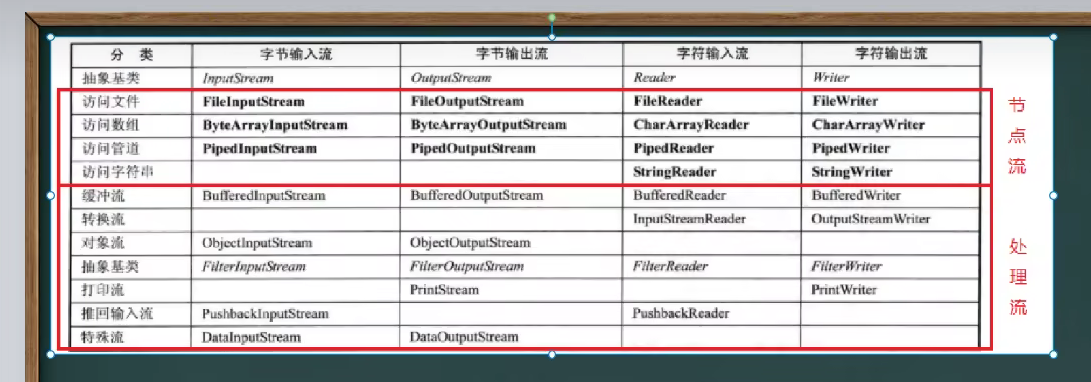 分 类 字节输入流 字节输出流 字符输入流 字符输出流
抽象基类 InputStream OutputStream Reader Writer
访问文件 FileInputStream FileOutputStream FileReader FileWriter
访问数组 ByteArrayInputStream ByteArrayOutputStream CharArrayReader CharArrayWriter
访问管道 PipedInputStream PipedOutputStream PipedReader PipedWriter
访问字符串 StringReader StringWriter
缓冲流 BufferedInputStream BufferedOutputStream BufferedReader BufferedWriter
转换流 InputStreamReader OutputStreamWriter
对象流 ObjectInputStream ObjectOutputStream
抽象基类 FilterInputStream FilterOutputStream FilterReader FilterWriter
打印流 PrintStream PrintWriter
推回输入流 PushbackInputStream PushbackReader
特殊流 DataInputStream DataOutputStream
节点流
处理流